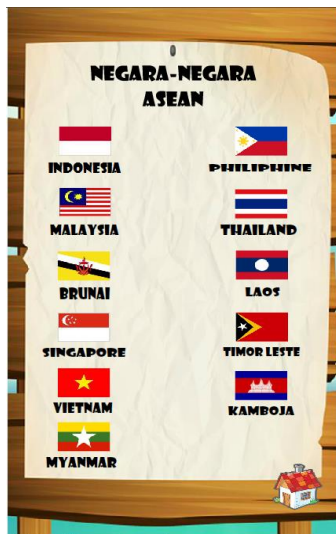 NEGARA-NEGARA
ASEAN
INDONESIA
PHILIPHINE
MALAYSIA
THAILAND
BRUNAI
LAOS
SINGAPORE
TIMOR LESTE
VIETNAM
KAMBOJA
MYANMAR